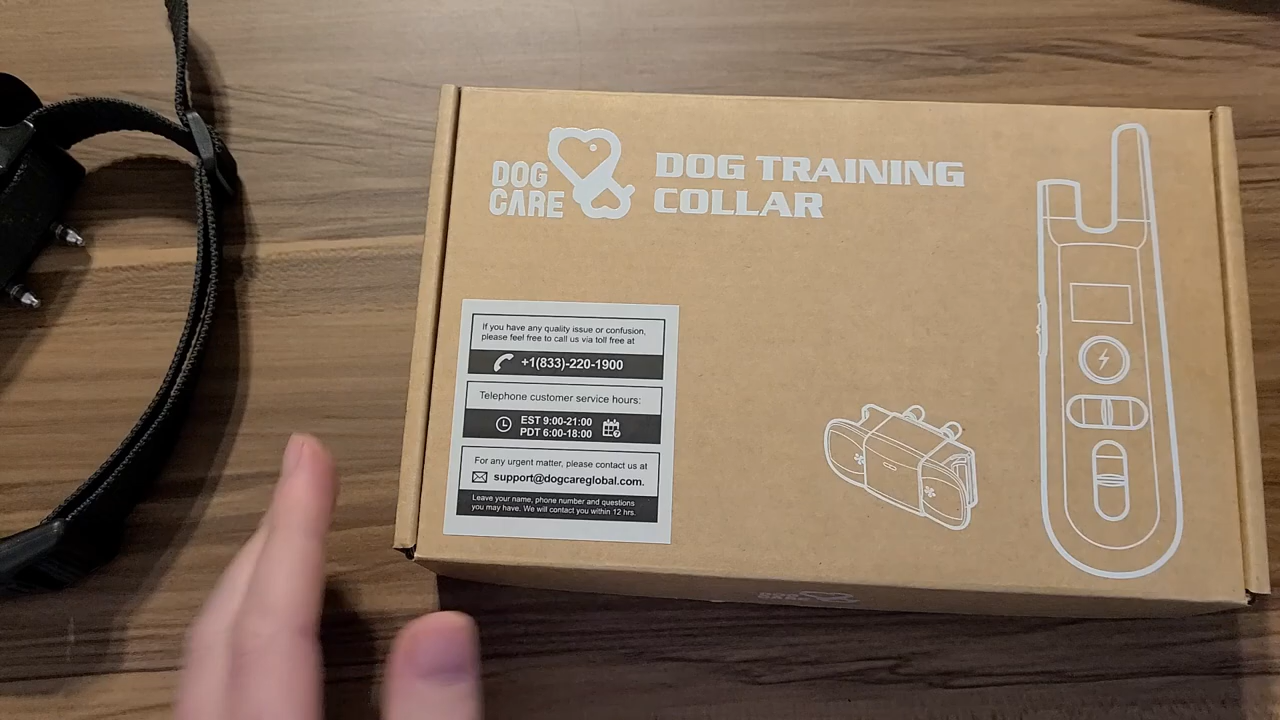 DOG
CARE
DOG TRAINING
COLLAR
If you have any quality issue or confusion,
please feel free to call us via toll free at
+1(833)-220-1900
Telephone customer service hours:
EST 9:00-21:00
PDT 6:00-18:00
For any urgent matter, please contact us at
support@dogcareglobal.com.
Leave your name, phone number and questions
you may have. We will contact you within 12 hrs.